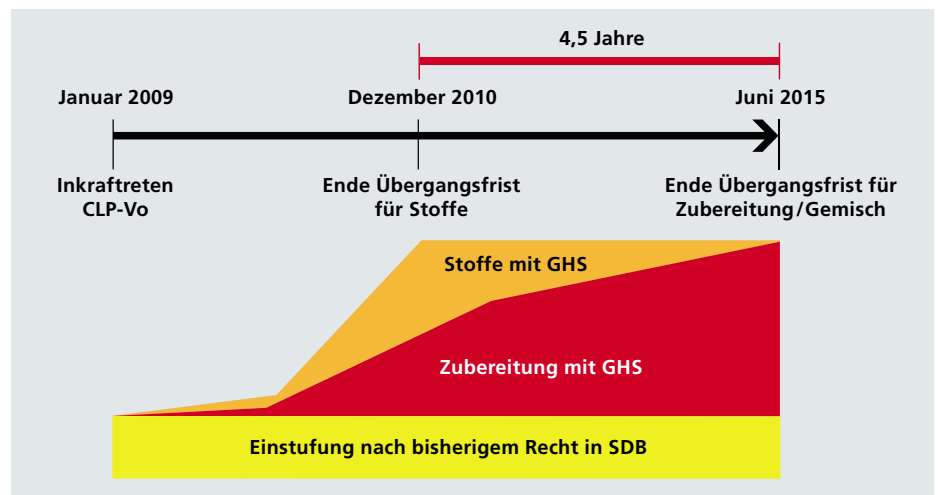 4,5 Jahre
Januar 2009
Dezember 2010
Juni 2015
Inkraftreten
CLP-Vo
Ende Übergangsfrist
für Stoffe
Ende Übergangsfrist für
Zubereitung/Gemisch
Stoffe mit GHS
Zubereitung mit GHS
Einstufung nach bisherigem Recht in SDB